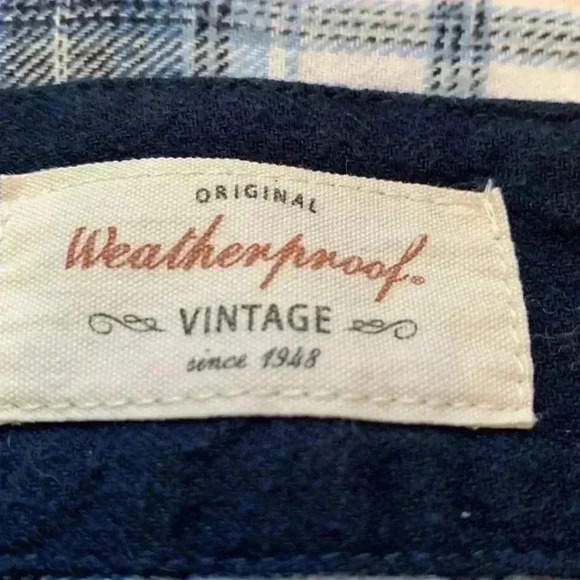 ORIGINAL
Weatherproof®
VINTAGE
since 1948